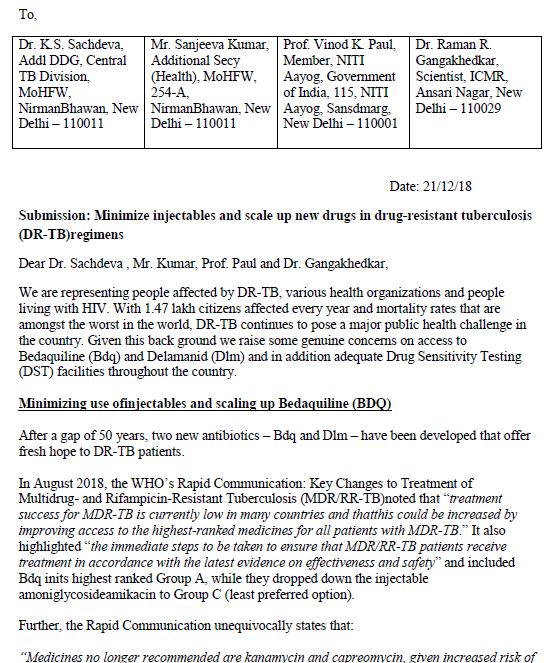 To,
Dr. K.S. Sachdeva,
Addl DDG, Central
TB Division,
MoHFW,
NirmanBhawan, New
Delhi – 110011
Mr. Sanjeeva Kumar,
Additional Secy
(Health), MoHFW,
254-A,
NirmanBhawan, New
Delhi – 110011
Prof. Vinod K. Paul,
Member, NITI
Aayog, Government
of India, 115, NITI
Aayog, Sansdmarg,
New Delhi – 110001
Dr. Raman R.
Gangakhedkar,
Scientist, ICMR,
Ansari Nagar, New
Delhi – 110029
Date: 21/12/18
Submission: Minimize injectables and scale up new drugs in drug-resistant tuberculosis
(DR-TB)regimens
Dear Dr. Sachdeva , Mr. Kumar, Prof. Paul and Dr. Gangakhedkar,
We are representing people affected by DR-TB, various health organizations and people
living with HIV. With 1.47 lakh citizens affected every year and mortality rates that are
amongst the worst in the world, DR-TB continues to pose a major public health challenge in
the country. Given this back ground we raise some genuine concerns on access to
Bedaquiline (Bdq) and Delamanid (Dlm) and in addition adequate Drug Sensitivity Testing
(DST) facilities throughout the country.
Minimizing use ofinjectables and scaling up Bedaquiline (BDQ)
After a gap of 50 years, two new antibiotics – Bdq and Dlm – have been developed that offer
fresh hope to DR-TB patients.
In August 2018, the WHO's Rapid Communication: Key Changes to Treatment of
Multidrug- and Rifampicin-Resistant Tuberculosis (MDR/RR-TB)noted that “treatment
success for MDR-TB is currently low in many countries and thatthis could be increased by
improving access to the highest-ranked medicines for all patients with MDR-TB.” It also
highlighted “the immediate steps to be taken to ensure that MDR/RR-TB patients receive
treatment in accordance with the latest evidence on effectiveness and safety” and included
Bdq inits highest ranked Group A, while they dropped down the injectable
amoniglycosideamikacin to Group C (least preferred option).
Further, the Rapid Communication unequivocally states that:
“Medicines no longer recommended are kanamycin and capreomycin, given increased risk of